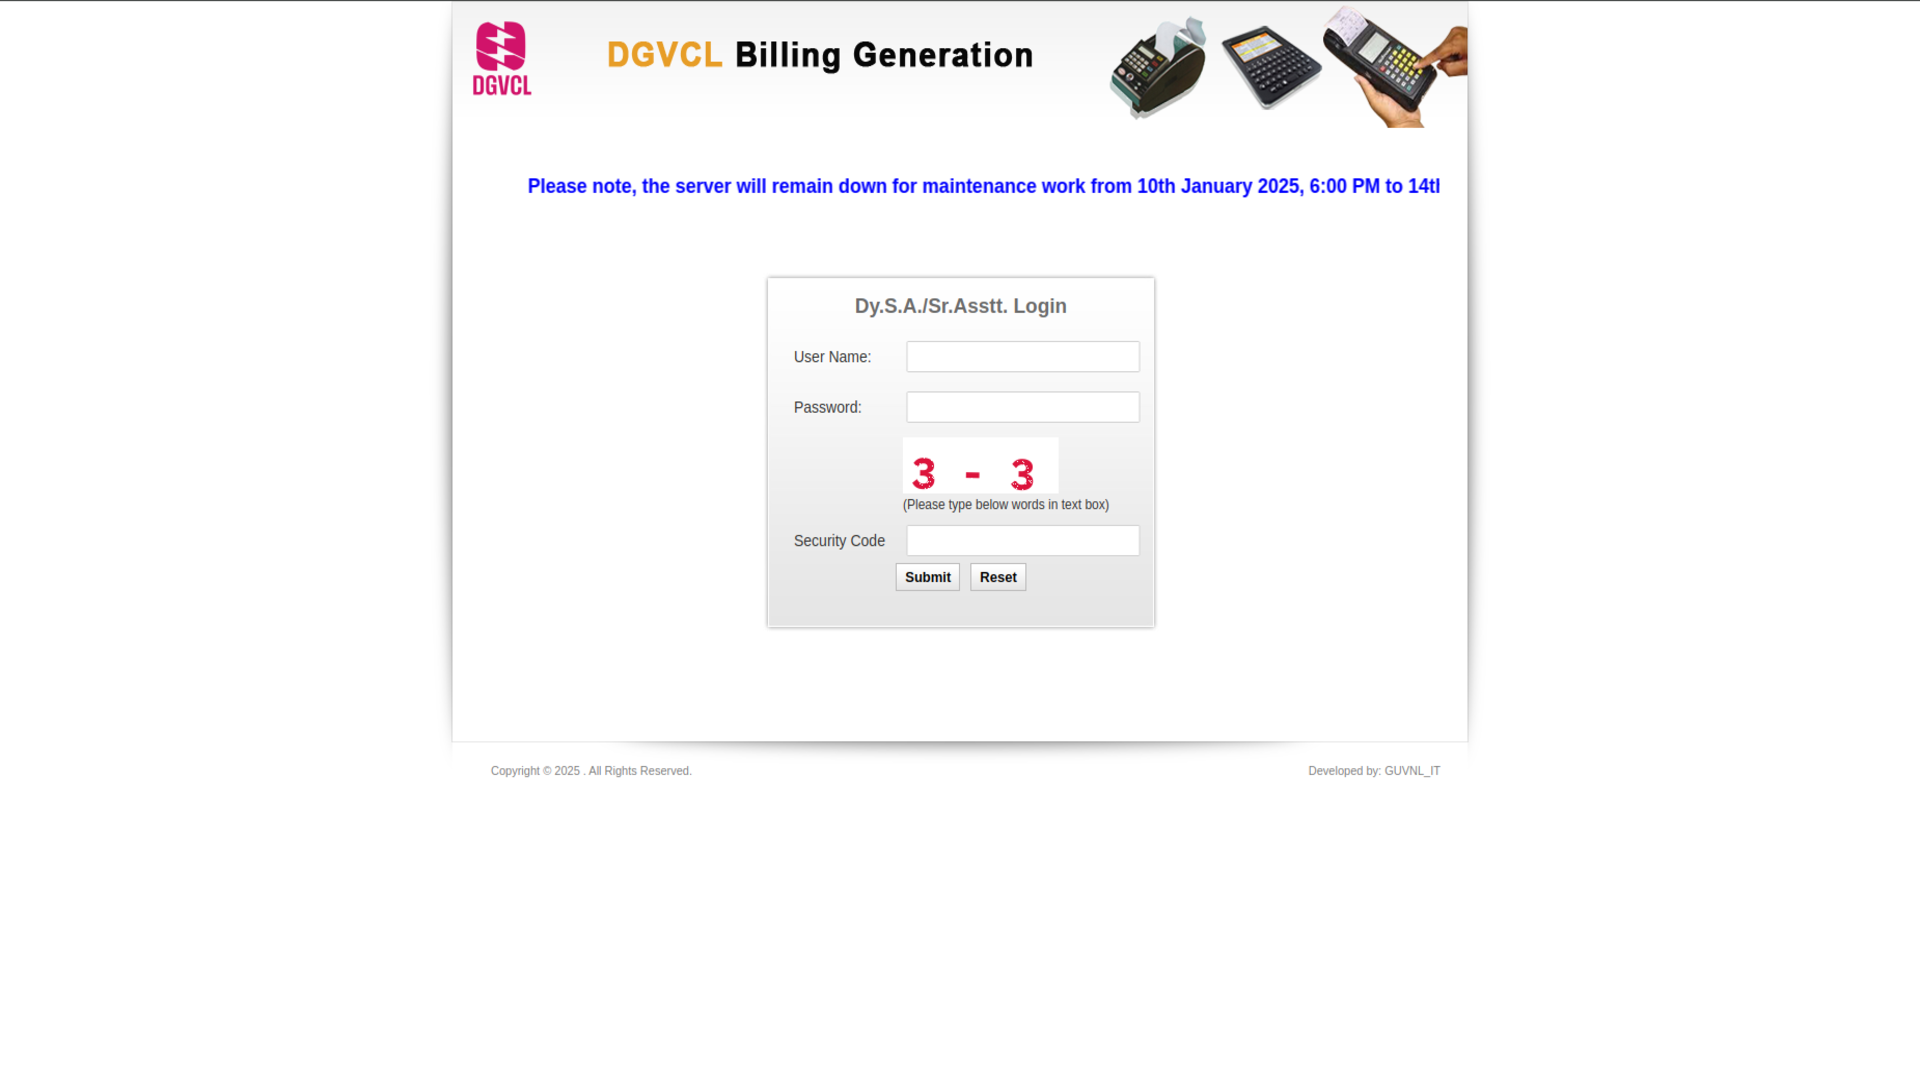 DGVCL
DGVCL Billing Generation
Please note, the server will remain down for maintenance work from 10th January 2025, 6:00 PM to
Dy.S.A./Sr.Asstt. Login
User Name:
Password:
3 - 3
(Please type below words in text box)
Security Code
Submit Reset
Copyright © 2025 . All Rights Reserved.
Developed by: GUVNL_IT